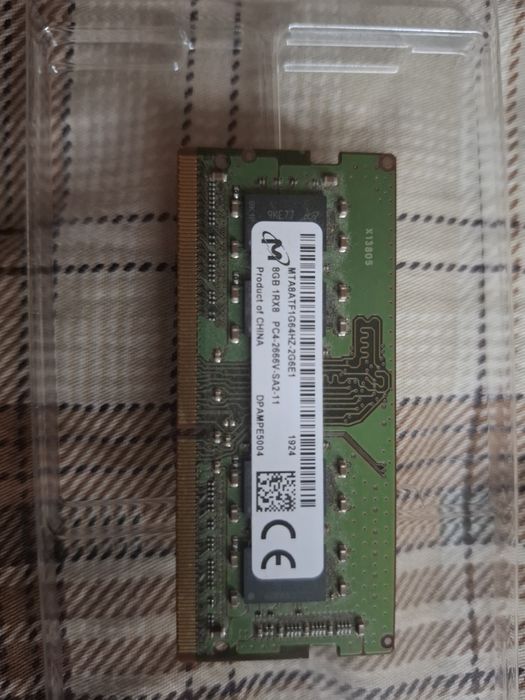 9KE77
X13805
MTA8ATF1G64HZ-2G6E1
8GB 1RX8 PC4-2666V-SA2-11
Product of CHINA
DPAMPE5004
1924
CE